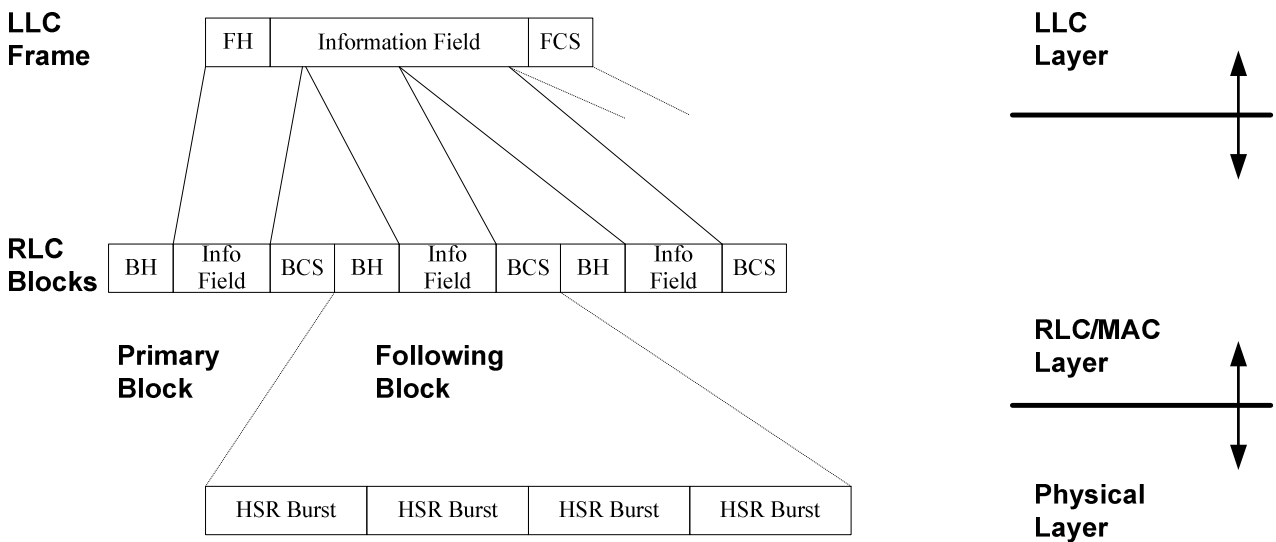 LLC
Frame
FH
Information Field
FCS
LLC
Layer
RLC
Blocks
BH
Info
Field
BCS
BH
Info
Field
BCS
BH
Info
Field
BCS
Primary
Block
Following
Block
RLC/MAC
Layer
HSR Burst
HSR Burst
HSR Burst
HSR Burst
Physical
Layer